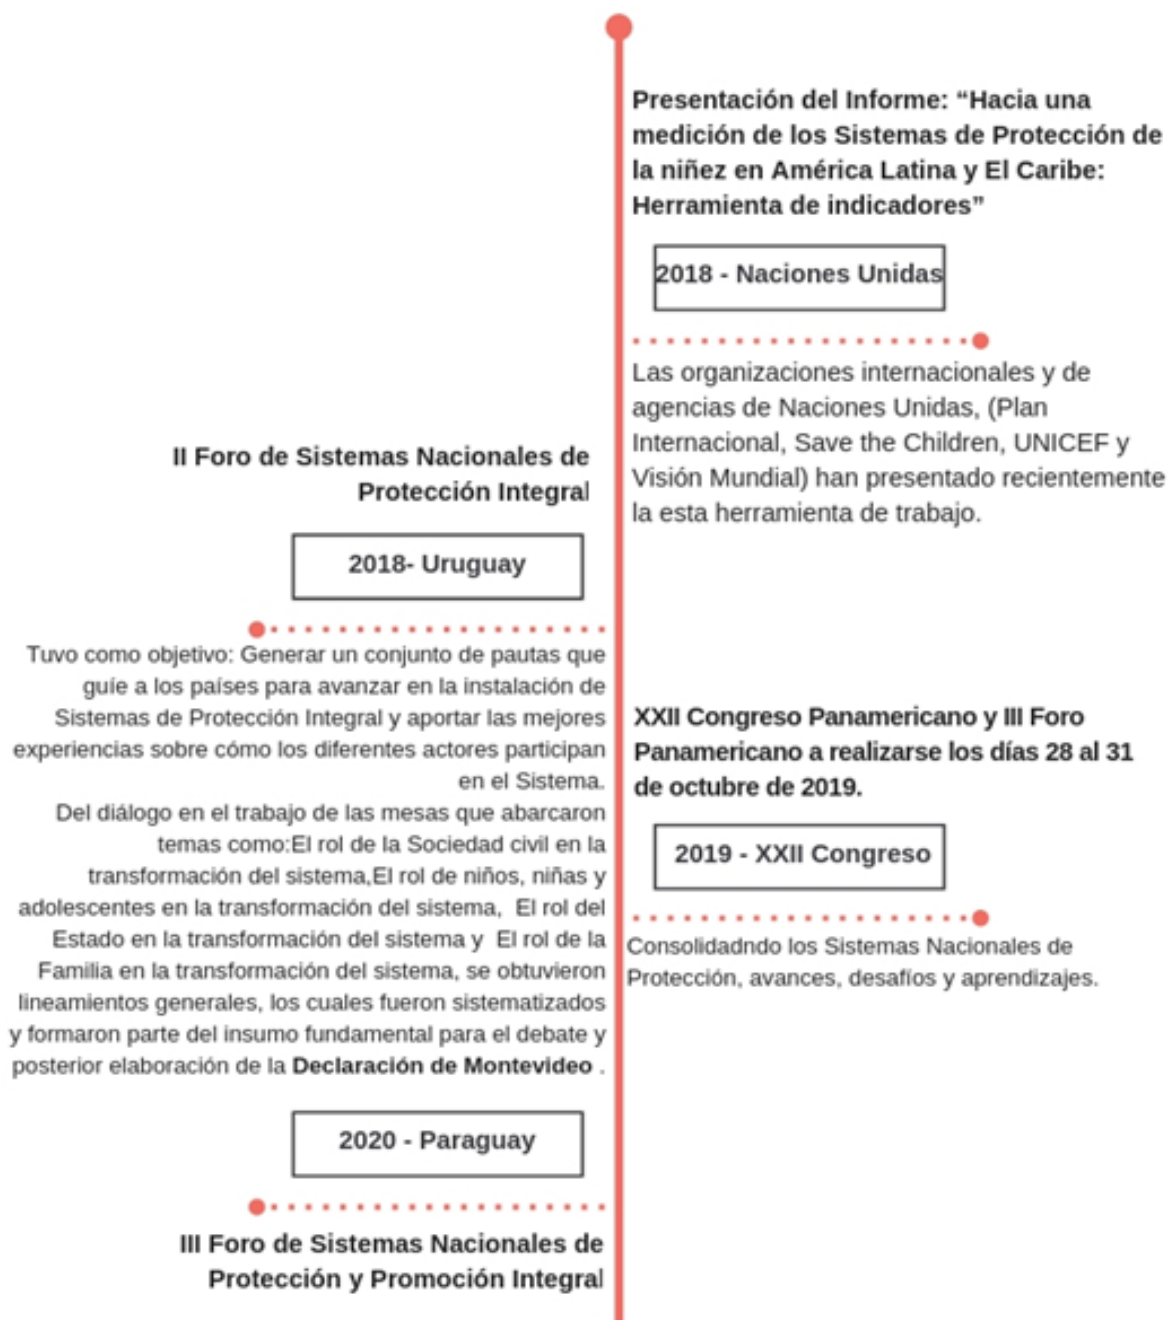 Presentación del Informe: “Hacia una
medición de los Sistemas de Protección de
la niñez en América Latina y El Caribe:
Herramienta de indicadores”
2018 - Naciones Unidas
Las organizaciones internacionales y de
agencias de Naciones Unidas, (Plan
Internacional, Save the Children, UNICEF y
Visión Mundial) han presentado recientemente
la esta herramienta de trabajo.
II Foro de Sistemas Nacionales de
Protección Integral
2018- Uruguay
Tuvo como objetivo: Generar un conjunto de pautas que
guíe a los países para avanzar en la instalación de
Sistemas de Protección Integral y aportar las mejores
experiencias sobre cómo los diferentes actores participan
en el Sistema.
Del diálogo en el trabajo de las mesas que abarcaron
temas como:El rol de la Sociedad civil en la
transformación del sistema,El rol de niños, niñas y
adolescentes en la transformación del sistema,  El rol del
Estado en la transformación del sistema y  El rol de la
Familia en la transformación del sistema, se obtuvieron
lineamientos generales, los cuales fueron sistematizados
y formaron parte del insumo fundamental para el debate y
posterior elaboración de la Declaración de Montevideo .
XXII Congreso Panamericano y III Foro
Panamericano a realizarse los días 28 al 31
de octubre de 2019.
2019 - XXII Congreso
Consolidadndo los Sistemas Nacionales de
Protección, avances, desafíos y aprendizajes.
2020 - Paraguay
III Foro de Sistemas Nacionales de
Protección y Promoción Integral